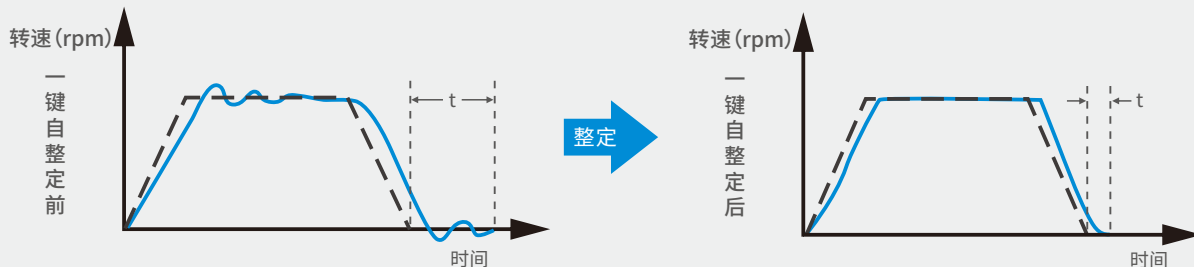 转速(rpm)
一键自整定前
t
时间
整定
转速(rpm)
一键自整定后
t
时间